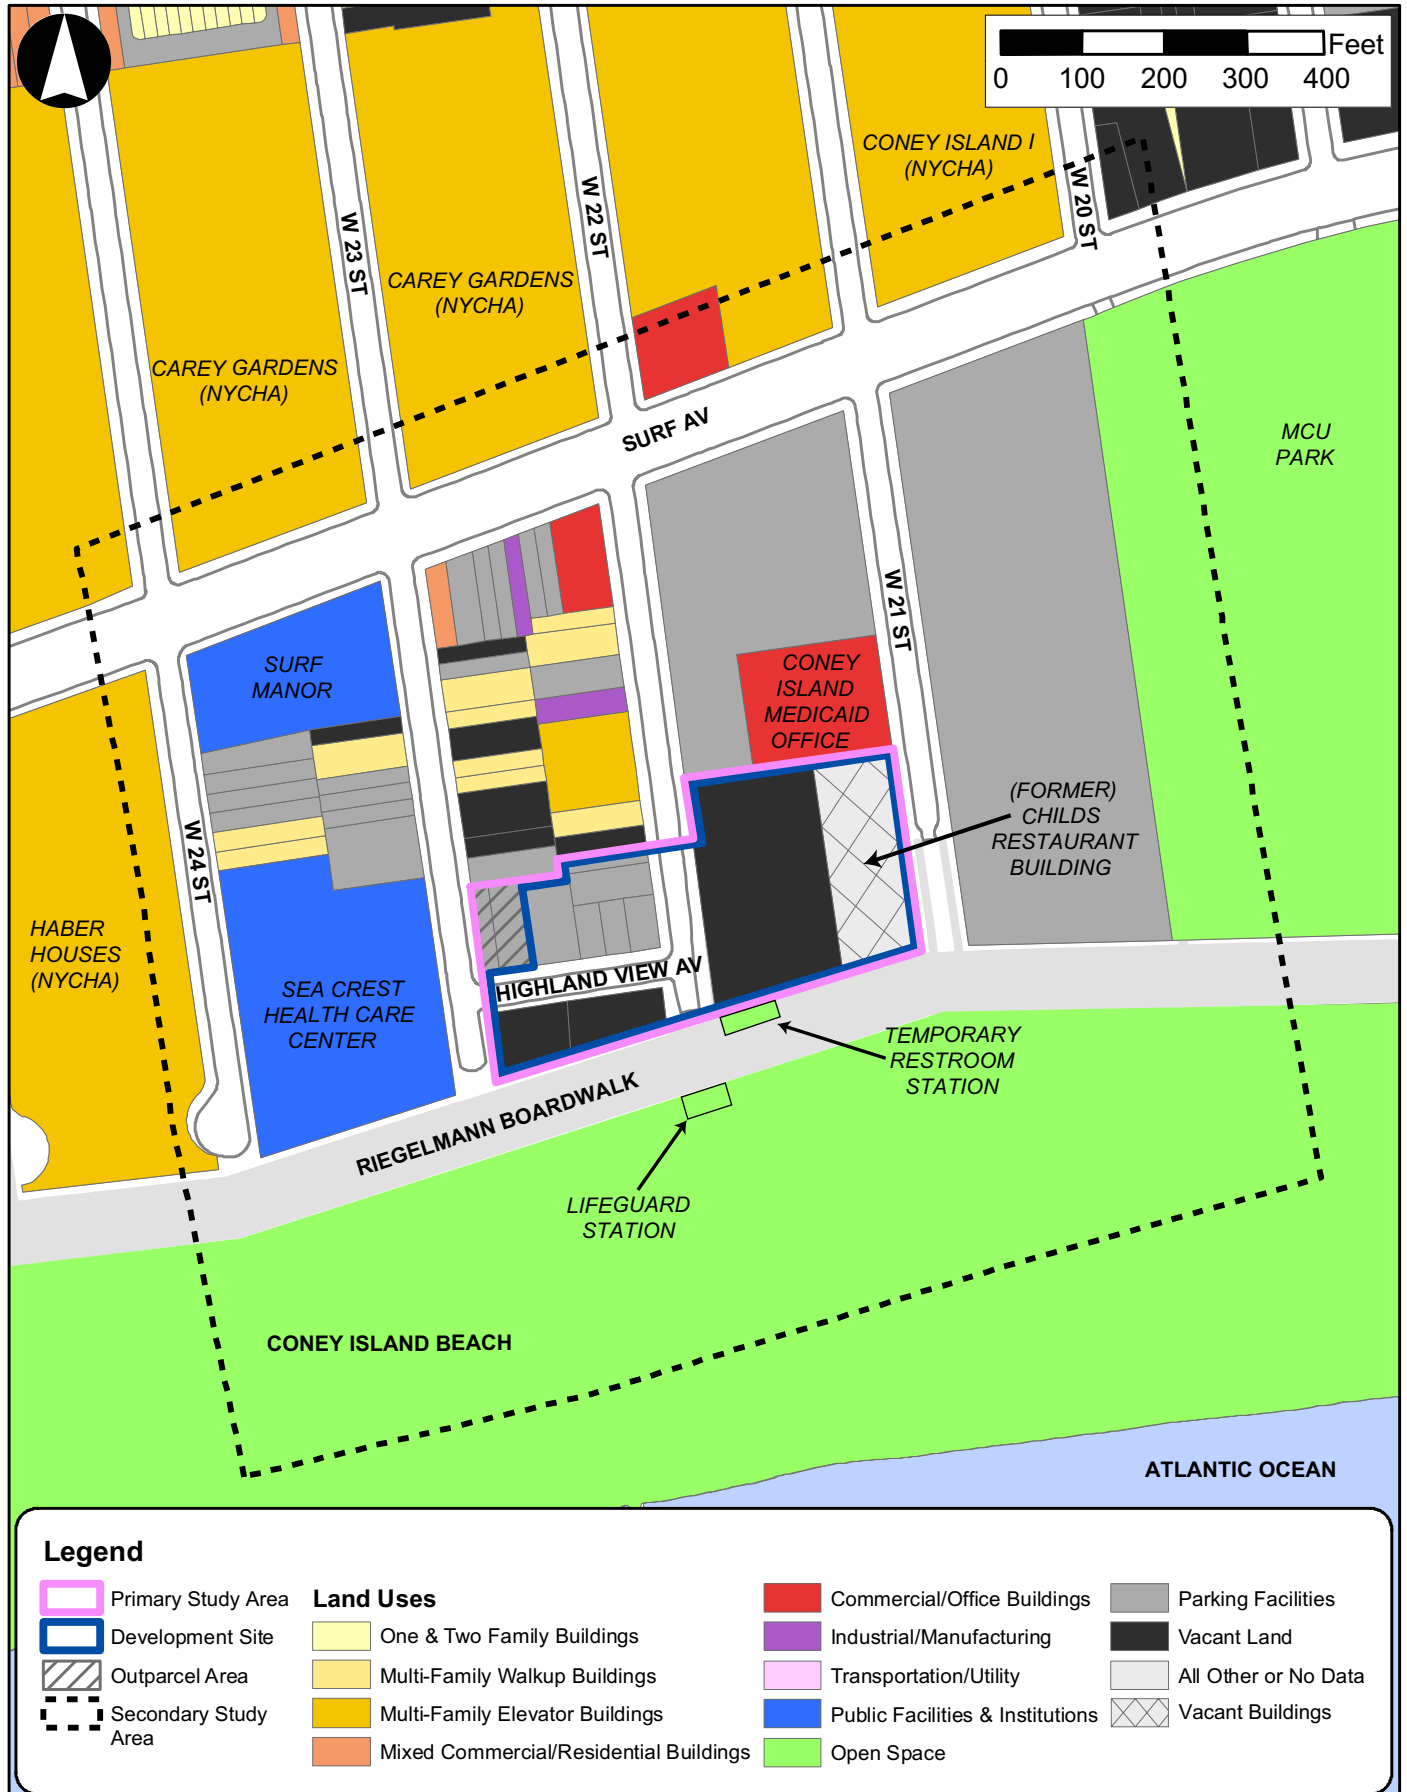 Feet
0 100 200 300 400
CONEY ISLAND I
(NYCHA)
W 20 ST
W 22 ST
W 23 ST
CAREY GARDENS
(NYCHA)
CAREY GARDENS
(NYCHA)
SURF AV
MCU
PARK
W 21 ST
SURF
MANOR
CONEY
ISLAND
MEDICAID
OFFICE
(FORMER)
CHILDS
RESTAURANT
BUILDING
W 24 ST
HABER
HOUSES
(NYCHA)
SEA CREST
HEALTH CARE
CENTER
HIGHLAND VIEW AV
TEMPORARY
RESTROOM
STATION
RIEGELMANN BOARDWALK
LIFEGUARD
STATION
CONEY ISLAND BEACH
ATLANTIC OCEAN
Legend
Primary Study Area
Development Site
Outparcel Area
Secondary Study
Area
Land Uses
One & Two Family Buildings
Multi-Family Walkup Buildings
Multi-Family Elevator Buildings
Mixed Commercial/Residential Buildings
Commercial/Office Buildings
Industrial/Manufacturing
Transportation/Utility
Public Facilities & Institutions
Open Space
Parking Facilities
Vacant Land
All Other or No Data
Vacant Buildings